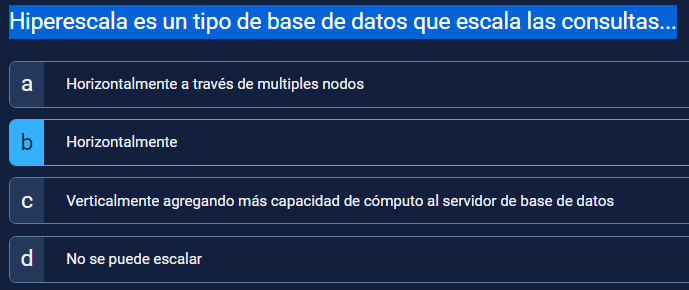 Hiperescala es un tipo de base de datos que escala las consultas...
a Horizontalmente a través de multiples nodos
b Horizontalmente
c Verticalmente agregando más capacidad de cómputo al servidor de base de datos
d No se puede escalar